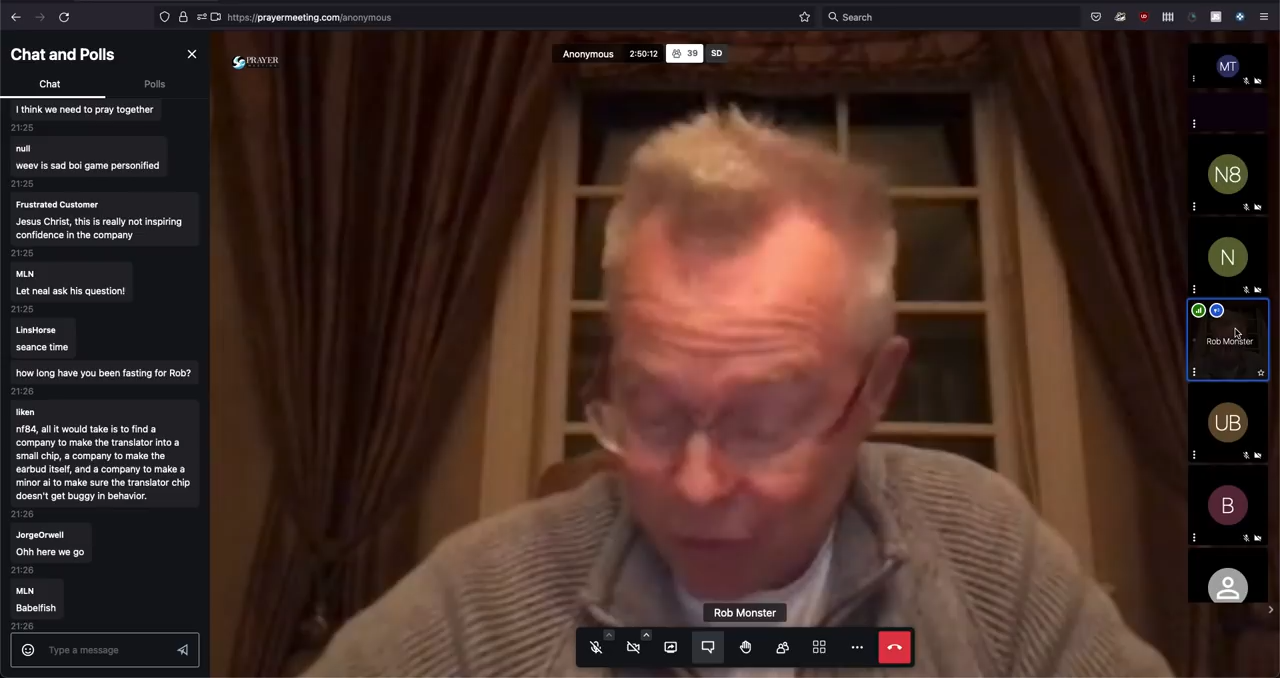 https://prayermeeting.com/anonymous
Search
Chat and Polls
Chat
Polls
I think we need to pray together
21:25
null
weev is sad boi game personified
21:25
Frustrated Customer
Jesus Christ, this is really not inspiring
confidence in the company
21:25
MLN
Let neal ask his question!
21:25
LinsHorse
seance time
how long have you been fasting for Rob?
21:26
liken
nf84, all it would take is to find a
company to make the translator into a
small chip, a company to make the
earbud itself, and a company to make a
minor ai to make sure the translator chip
doesn't get buggy in behavior.
21:26
JorgeOrwell
Ohh here we go
21:26
MLN
Babelfish
21:26
Type a message
PRAYER
MEETING
Anonymous
2:50:12
39
SD
Rob Monster
MT
N8
N
Rob Monster
UB
B